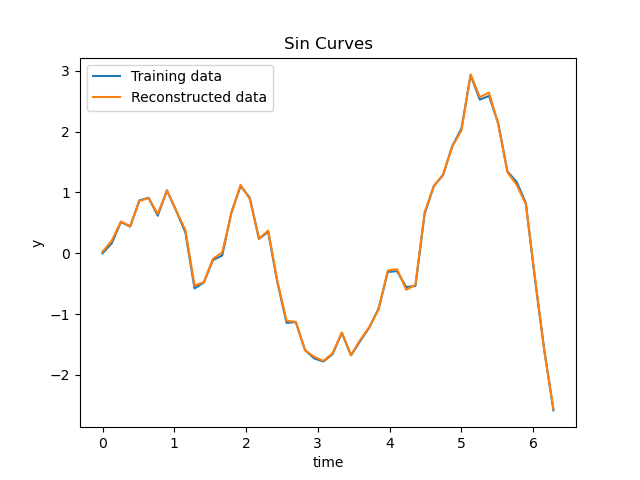 Sin Curves
Training data
Reconstructed data
3
2
1
0
−1
−2
y
0 1 2 3 4 5 6
time